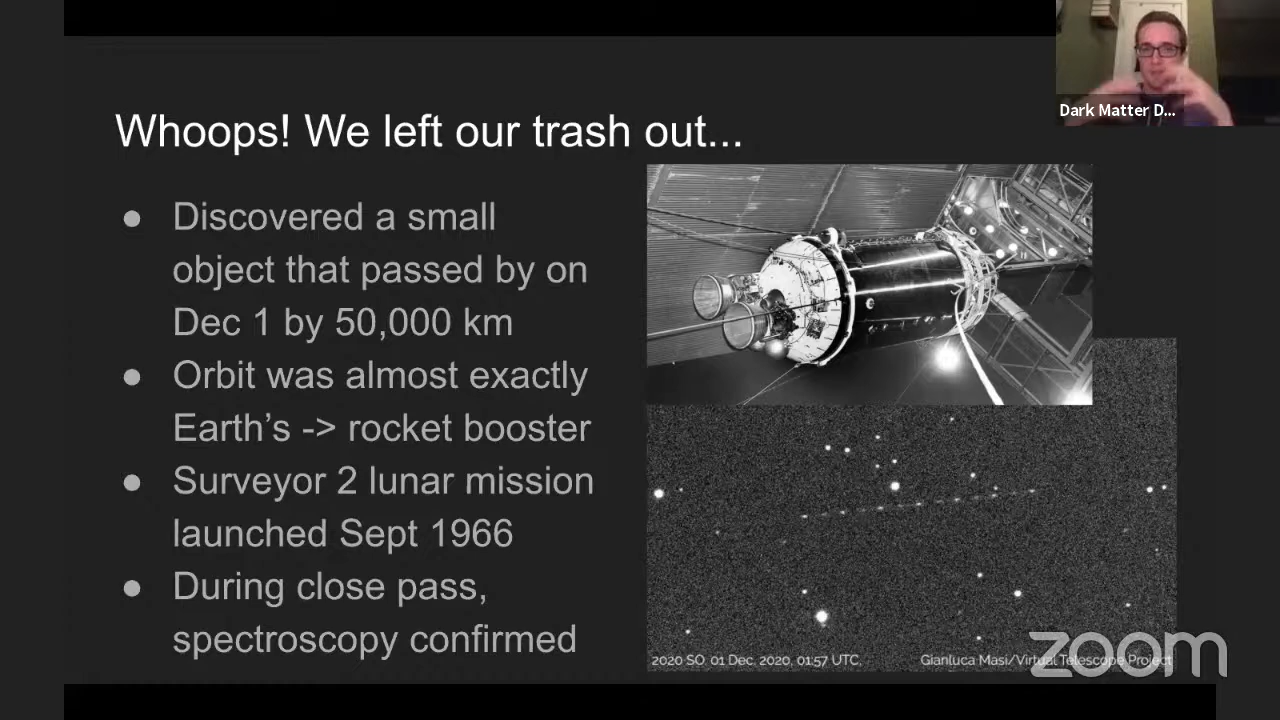 Dark Matter D...
Whoops! We left our trash out...
● Discovered a small
object that passed by on
Dec 1 by 50,000 km
● Orbit was almost exactly
Earth's -> rocket booster
● Surveyor 2 lunar mission
launched Sept 1966
● During close pass,
spectroscopy confirmed
2020 SO. 01 Dec. 2020, 01:57 UTC,
Gianluca Masi/Virtual Telescope Project
zoom